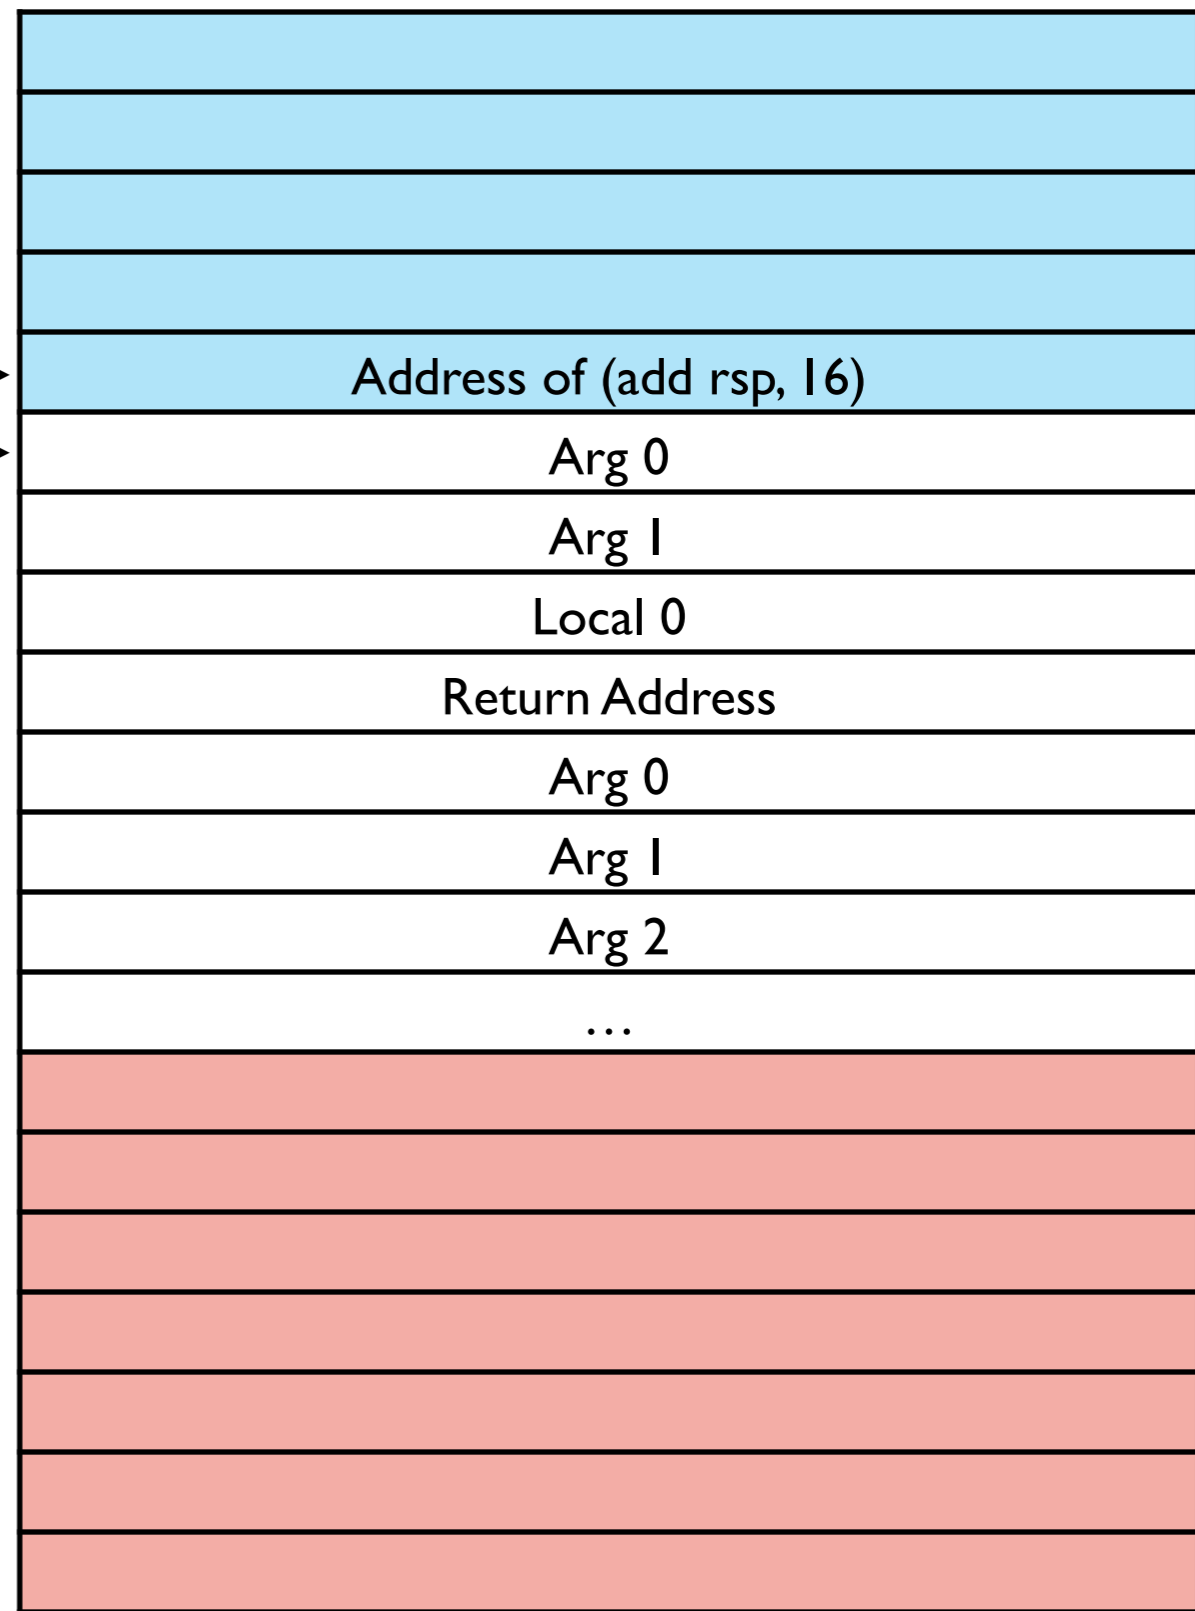 Address of (add rsp, 16)
Arg 0
Arg 1
Local 0
Return Address
Arg 0
Arg 1
Arg 2
…